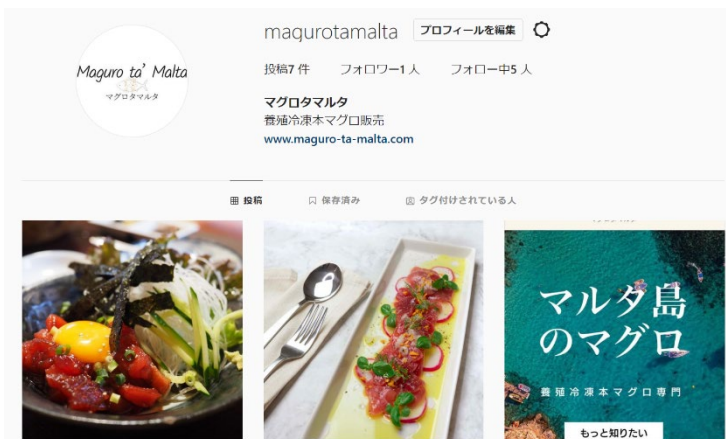 Maguro ta' Malta
マグロタマルタ
magurotamalta プロフィールを編集
投稿7 件 フォロワー1 人 フォロー中5 人
マグロタマルタ
養殖冷凍本マグロ販売
www.maguro-ta-malta.com
投稿 保存済み タグ付けされている人
マルタ島
のマグロ
養殖冷凍本マグロ専門
もっと知りたい